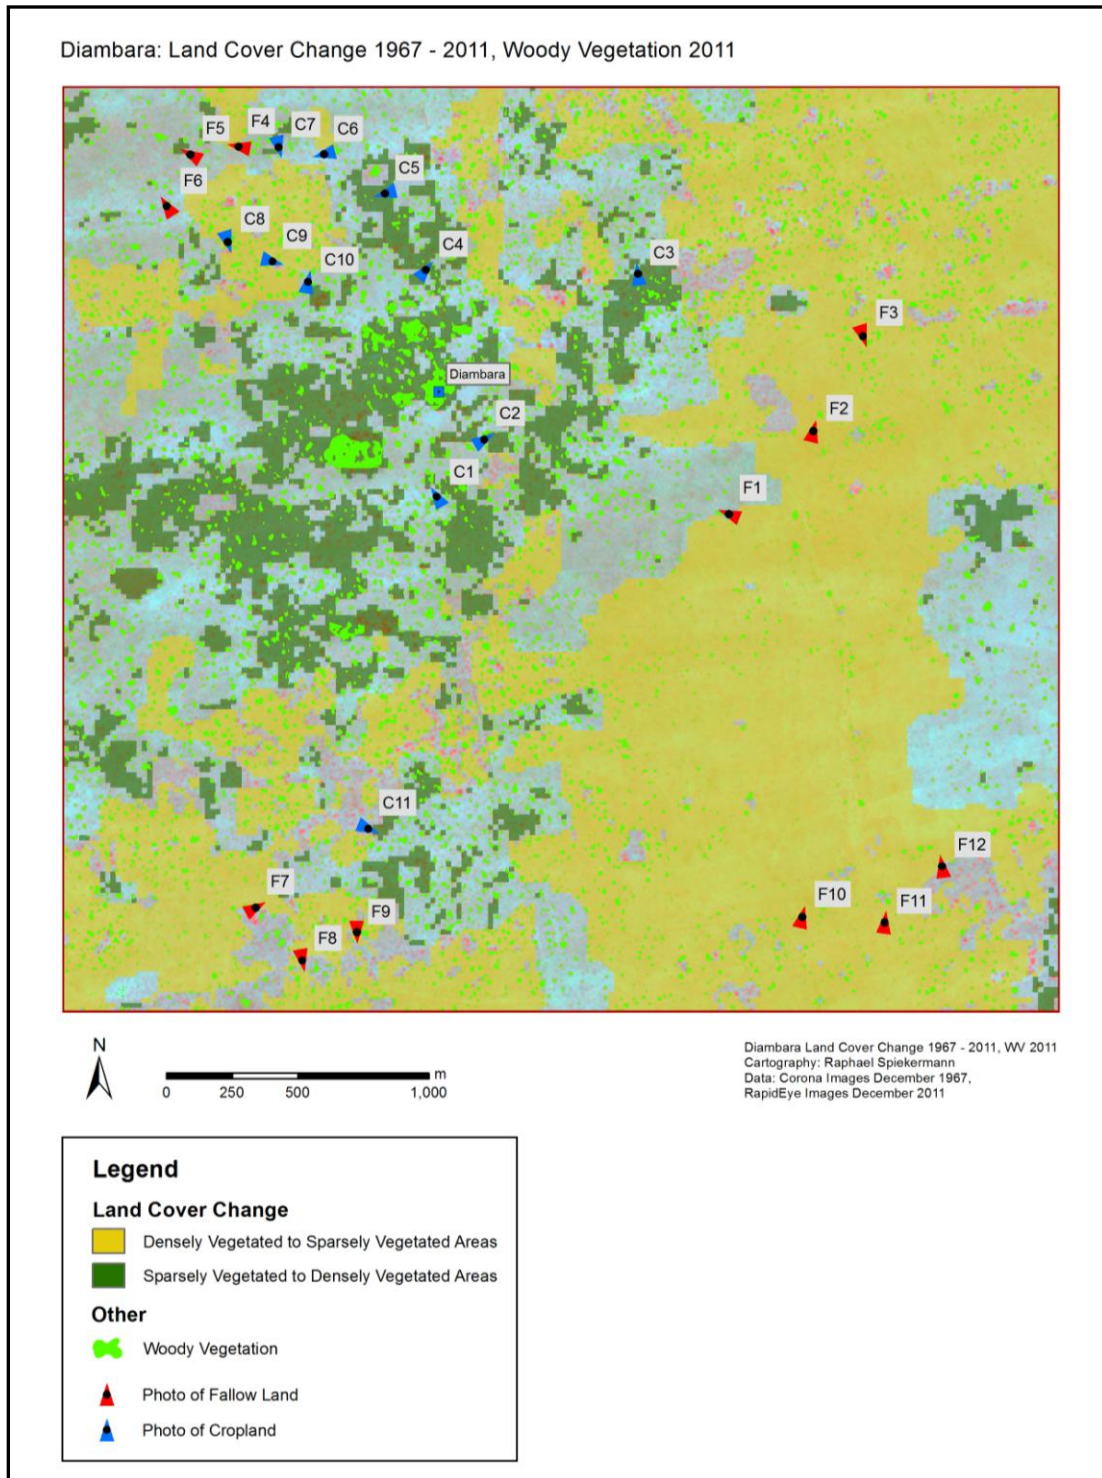 Diambara: Land Cover Change 1967 - 2011, Woody Vegetation 2011
F5
F4
C7
C6
C5
F6
C8
C9
C10
C4
C3
F3
Diambara
C2
F2
C1
F1
C11
F12
F7
F10
F11
F9
F8
N
m
0 250 500 1,000
Diambara Land Cover Change 1967 - 2011, WV 2011
Cartography: Raphael Spiekermann
Data: Corona Images December 1967,
RapidEye Images December 2011
Legend
Land Cover Change
Densely Vegetated to Sparsely Vegetated Areas
Sparsely Vegetated to Densely Vegetated Areas
Other
Woody Vegetation
Photo of Fallow Land
Photo of Cropland